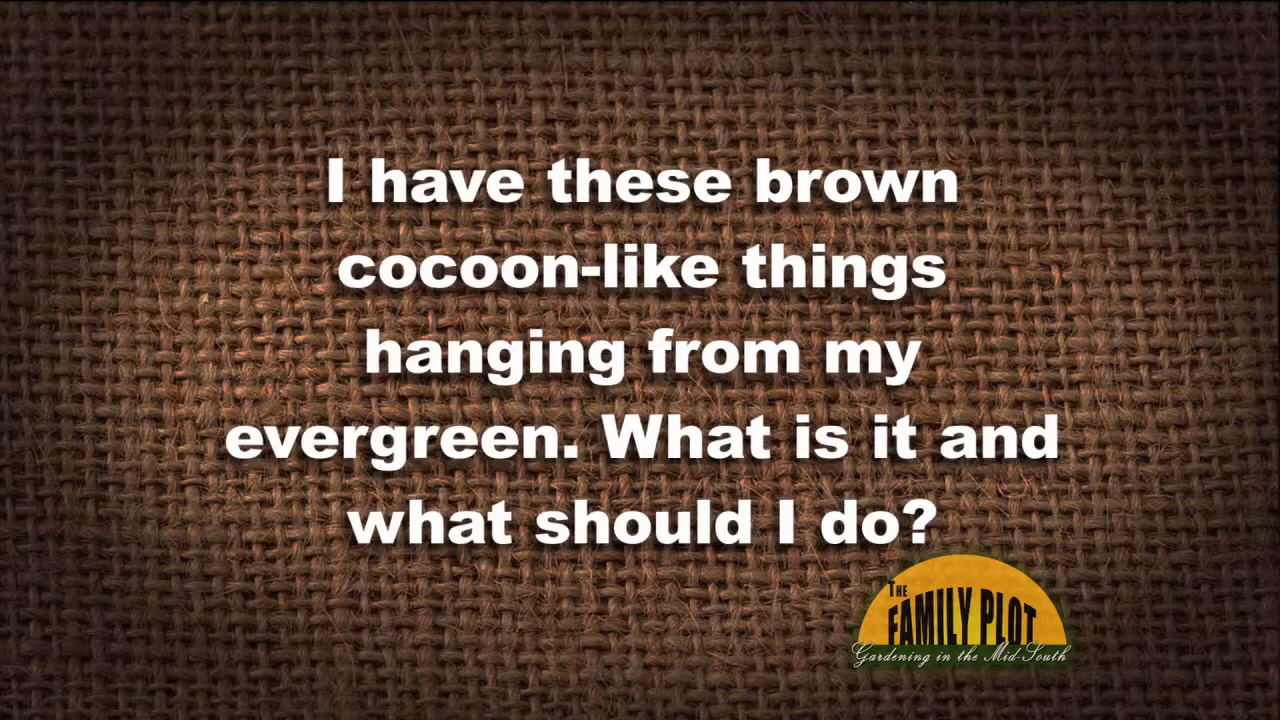 I have these brown
cocoon-like things
hanging from my
evergreen. What is it and
what should I do?
THE
FAMILY PLOT
Gardening in the Mid-South